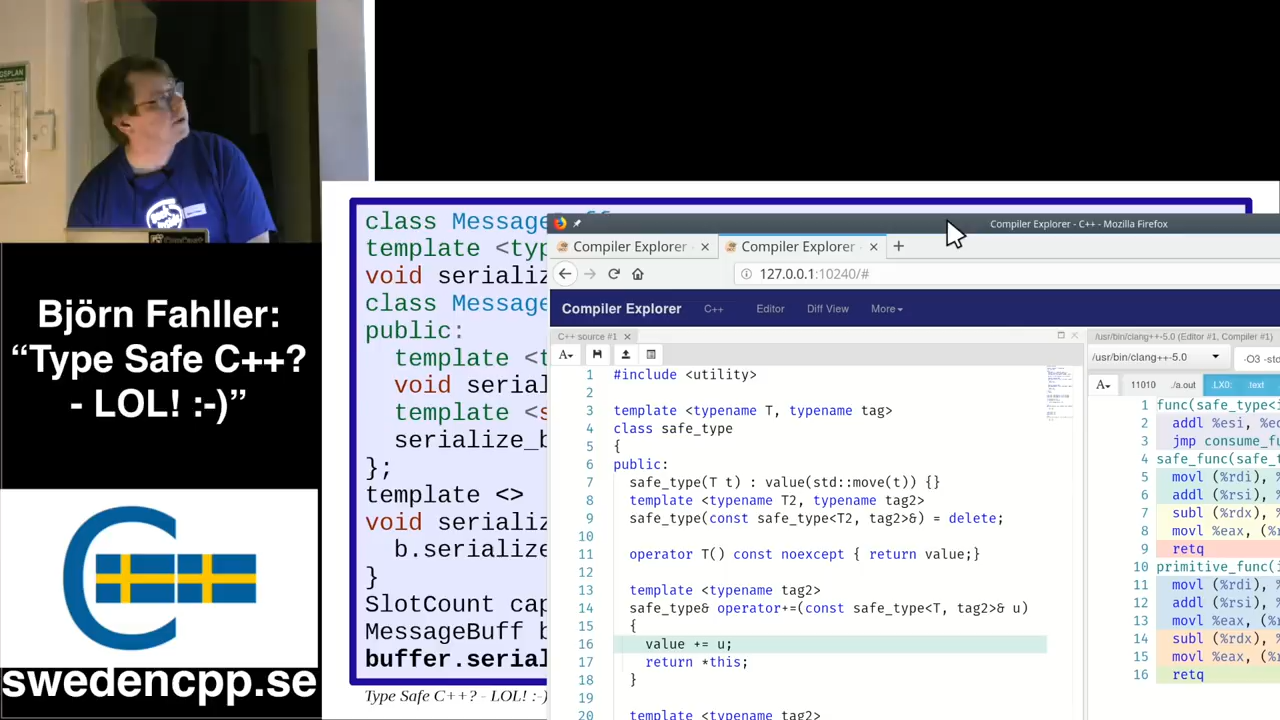 Björn Fahller:
“Type Safe C++?
- LOL! :-)”
swedencpp.se
class Message
template <typ
void serializ
class Message
public:
template <t
void serial
template <s
serialize_b
};
template <>
void serializ
b.serialize
}
SlotCount cap
MessageBuff b
buffer.serial
Type Safe C++? - LOL! :-)
Compiler Explorer - C++ - Mozilla Firefox
Compiler Explorer
Compiler Explorer
127.0.0.1:10240/#
Compiler Explorer C++ Editor Diff View More
C++ source #1
A
1 #include <utility>
2
3 template <typename T, typename tag>
4 class safe_type
5 {
6 public:
7 safe_type(T t) : value(std::move(t)) {}
8 template <typename T2, typename tag2>
9 safe_type(const safe_type<T2, tag2>&) = delete;
10
11 operator T() const noexcept { return value;}
12
13 template <typename tag2>
14 safe_type& operator+=(const safe_type<T, tag2>& u)
15 {
16 value += u;
17 return *this;
18 }
19
20 template <typename tag2>
/usr/bin/clang++-5.0 (Editor #1, Compiler #1)
/usr/bin/clang++-5.0 -O3 -std
A 11010 ./a.out .LX0: .text
1 func(safe_type<i
2 addl %esi, %e
3 jmp consume_fu
4 safe_func(safe_t
5 movl (%rdi), %
6 addl (%rsi), %
7 subl (%rdx), %
8 movl %eax, (%
9 retq
10 primitive_func(i
11 movl (%rdi), %
12 addl (%rsi), %
13 movl %eax, (%
14 subl (%rdx), %
15 movl %eax, (%
16 retq